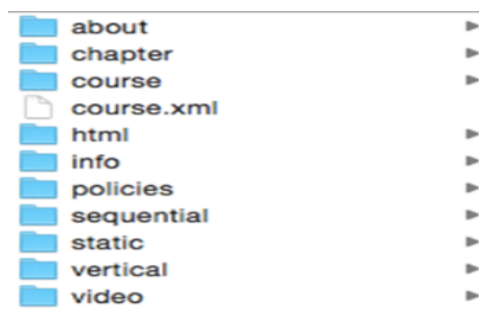 about
chapter
course
course.xml
html
info
policies
sequential
static
vertical
video